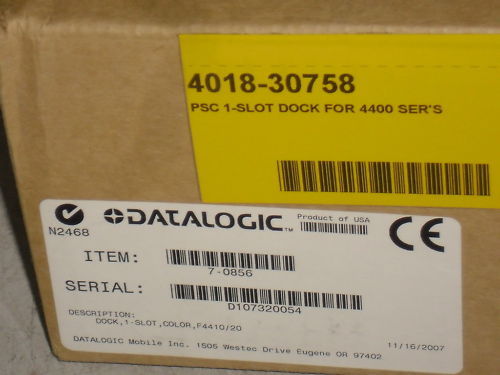 4018-30758
PSC 1-SLOT DOCK FOR 4400 SER'S
N2468
DATALOGIC™
Product of USA
CE
ITEM:
7-0856
SERIAL:
D107320054
DESCRIPTION:
DOCK,1-SLOT,COLOR,F4410/20
11/16/2007
DATALOGIC Mobile Inc. 1505 Westec Drive Eugene OR 97402